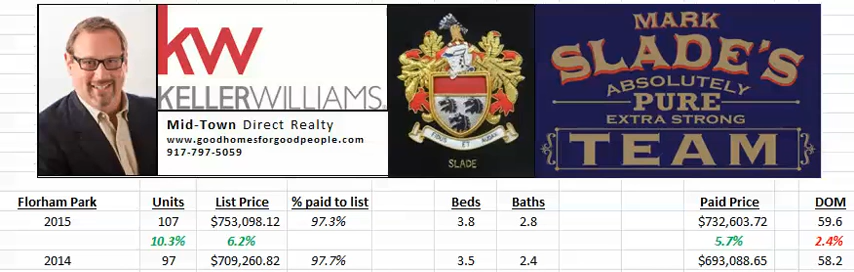 kw
KELLERWILLIAMS.
Mid-Town Direct Realty
www.goodhomesforgoodpeople.com
917-797-5059
SLADE
MARK
SLADE'S
ABSOLUTELY
PURE
EXTRA STRONG
TEAM
Florham Park Units List Price % paid to list Beds Baths Paid Price DOM
2015 107 $753,098.12 97.3% 3.8 2.8 $732,603.72 59.6
10.3% 6.2% 5.7% 2.4%
2014 97 $709,260.82 97.7% 3.5 2.4 $693,088.65 58.2